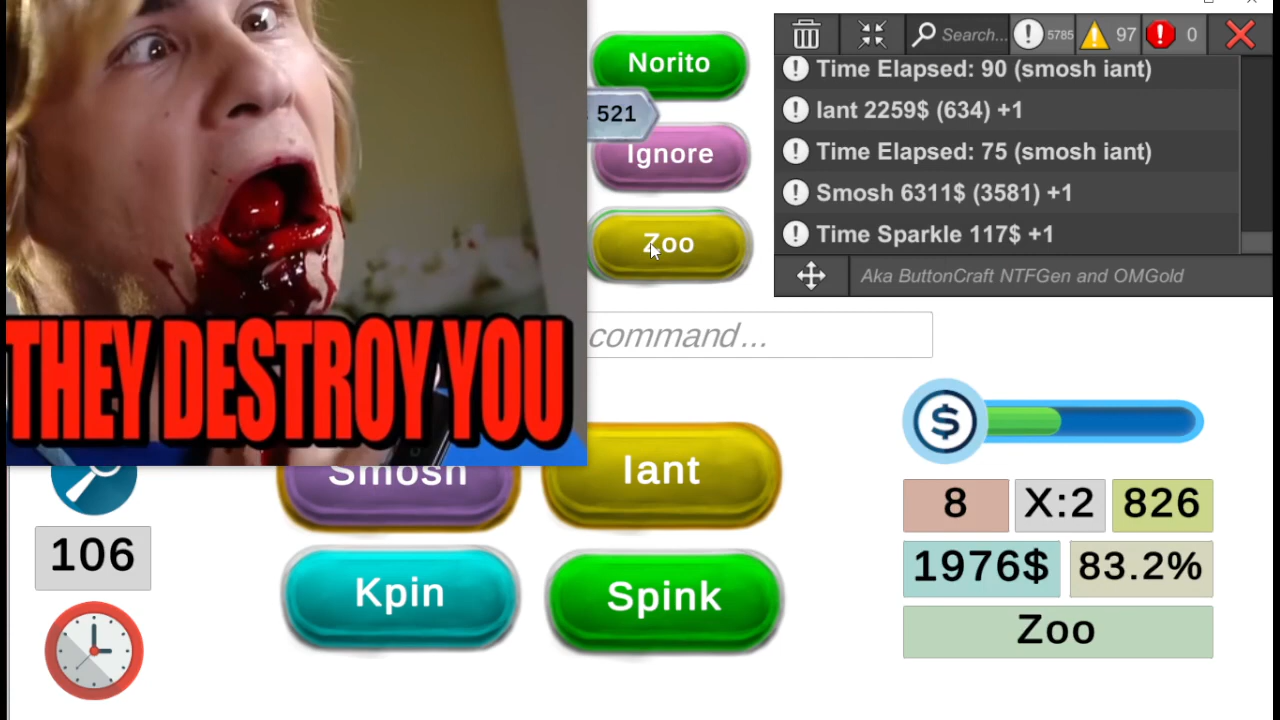 Norito
521
Ignore
Zoo
Search...
5785
97
0
Time Elapsed: 90 (smosh iant)
Iant 2259$ (634) +1
Time Elapsed: 75 (smosh iant)
Smosh 6311$ (3581) +1
Time Sparkle 117$ +1
Aka ButtonCraft NTFGen and OMGold
command...
THEY DESTROY YOU
Smosh
Iant
Kpin
Spink
106
$
8
X:2
826
1976$
83.2%
Zoo